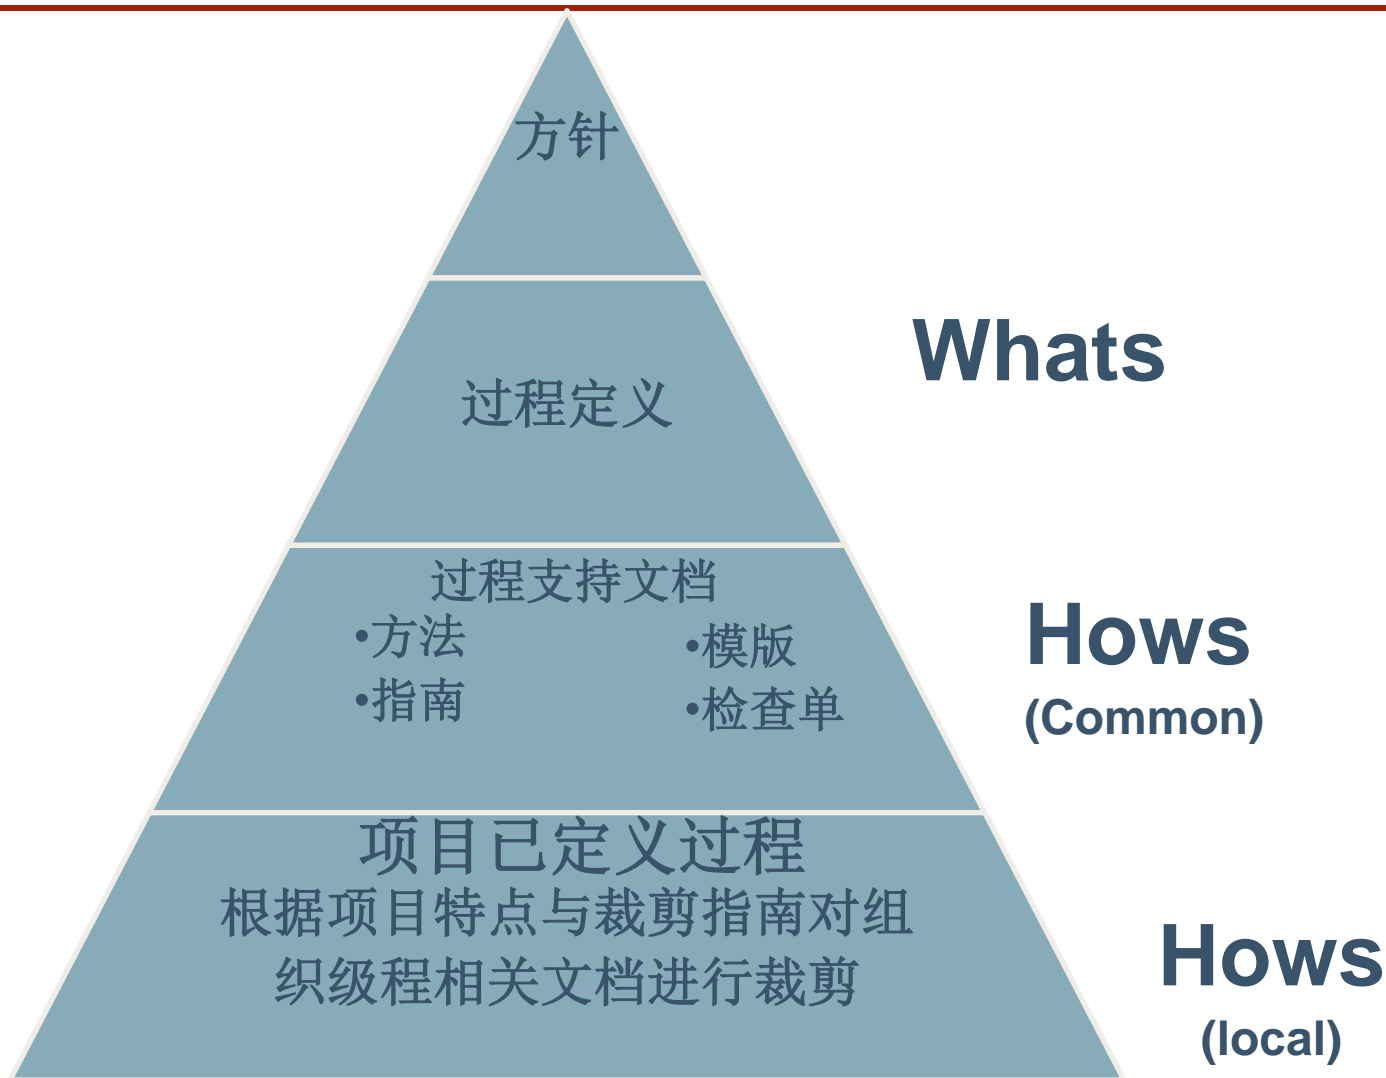 方针
Whats
过程定义
过程支持文档
•方法
•模版
•指南
•检查单
Hows
(Common)
项目已定义过程
根据项目特点与裁剪指南对组
织级程相关文档进行裁剪
Hows
(local)